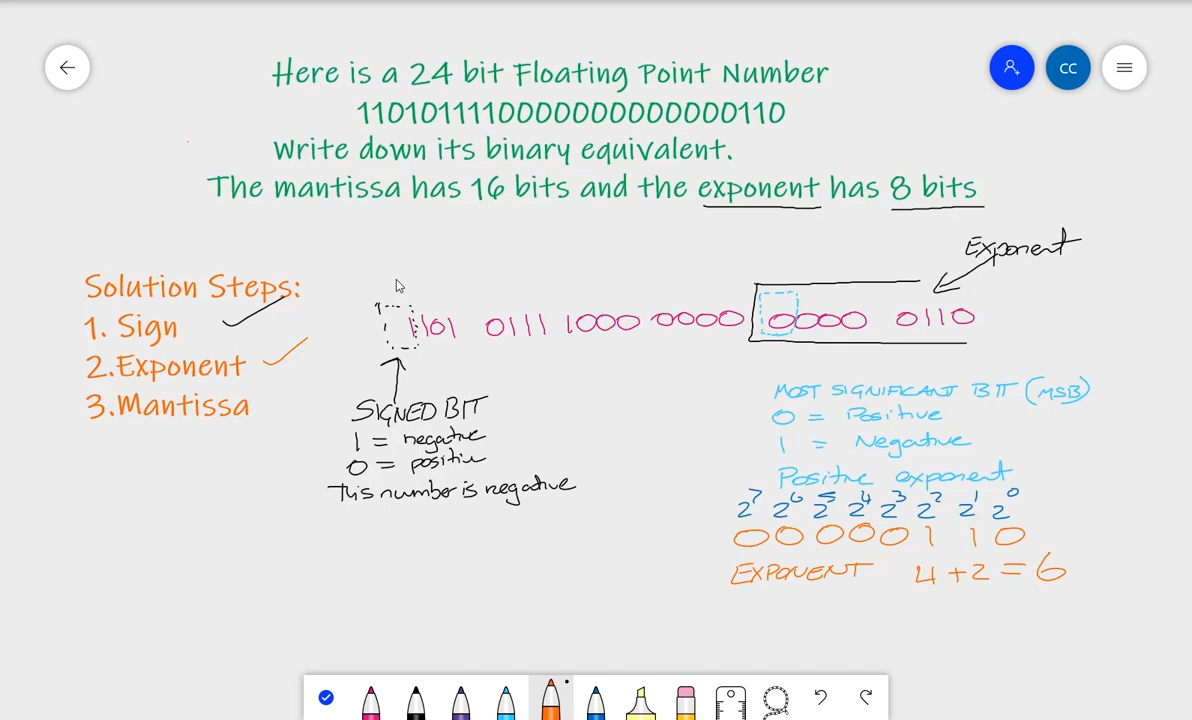 Here is a 24 bit Floating Point Number
110101111000000000000110
Write down its binary equivalent.
The mantissa has 16 bits and the exponent has 8 bits
CC
Exponent
Solution Steps:
1. Sign
2.Exponent
3.Mantissa
1101 0111 1000 0000 0000 0110
SIGNED BIT
1 = negative
0 = positive
This number is negative
MOST SIGNIFICANT BIT (MSB)
0 = Positive
1 = Negative
Positive exponent
2⁷ 2⁶ 2⁵ 2⁴ 2³ 2² 2¹ 2⁰
0 0 0 0 0 1 1 0
EXPONENT 4 + 2 = 6